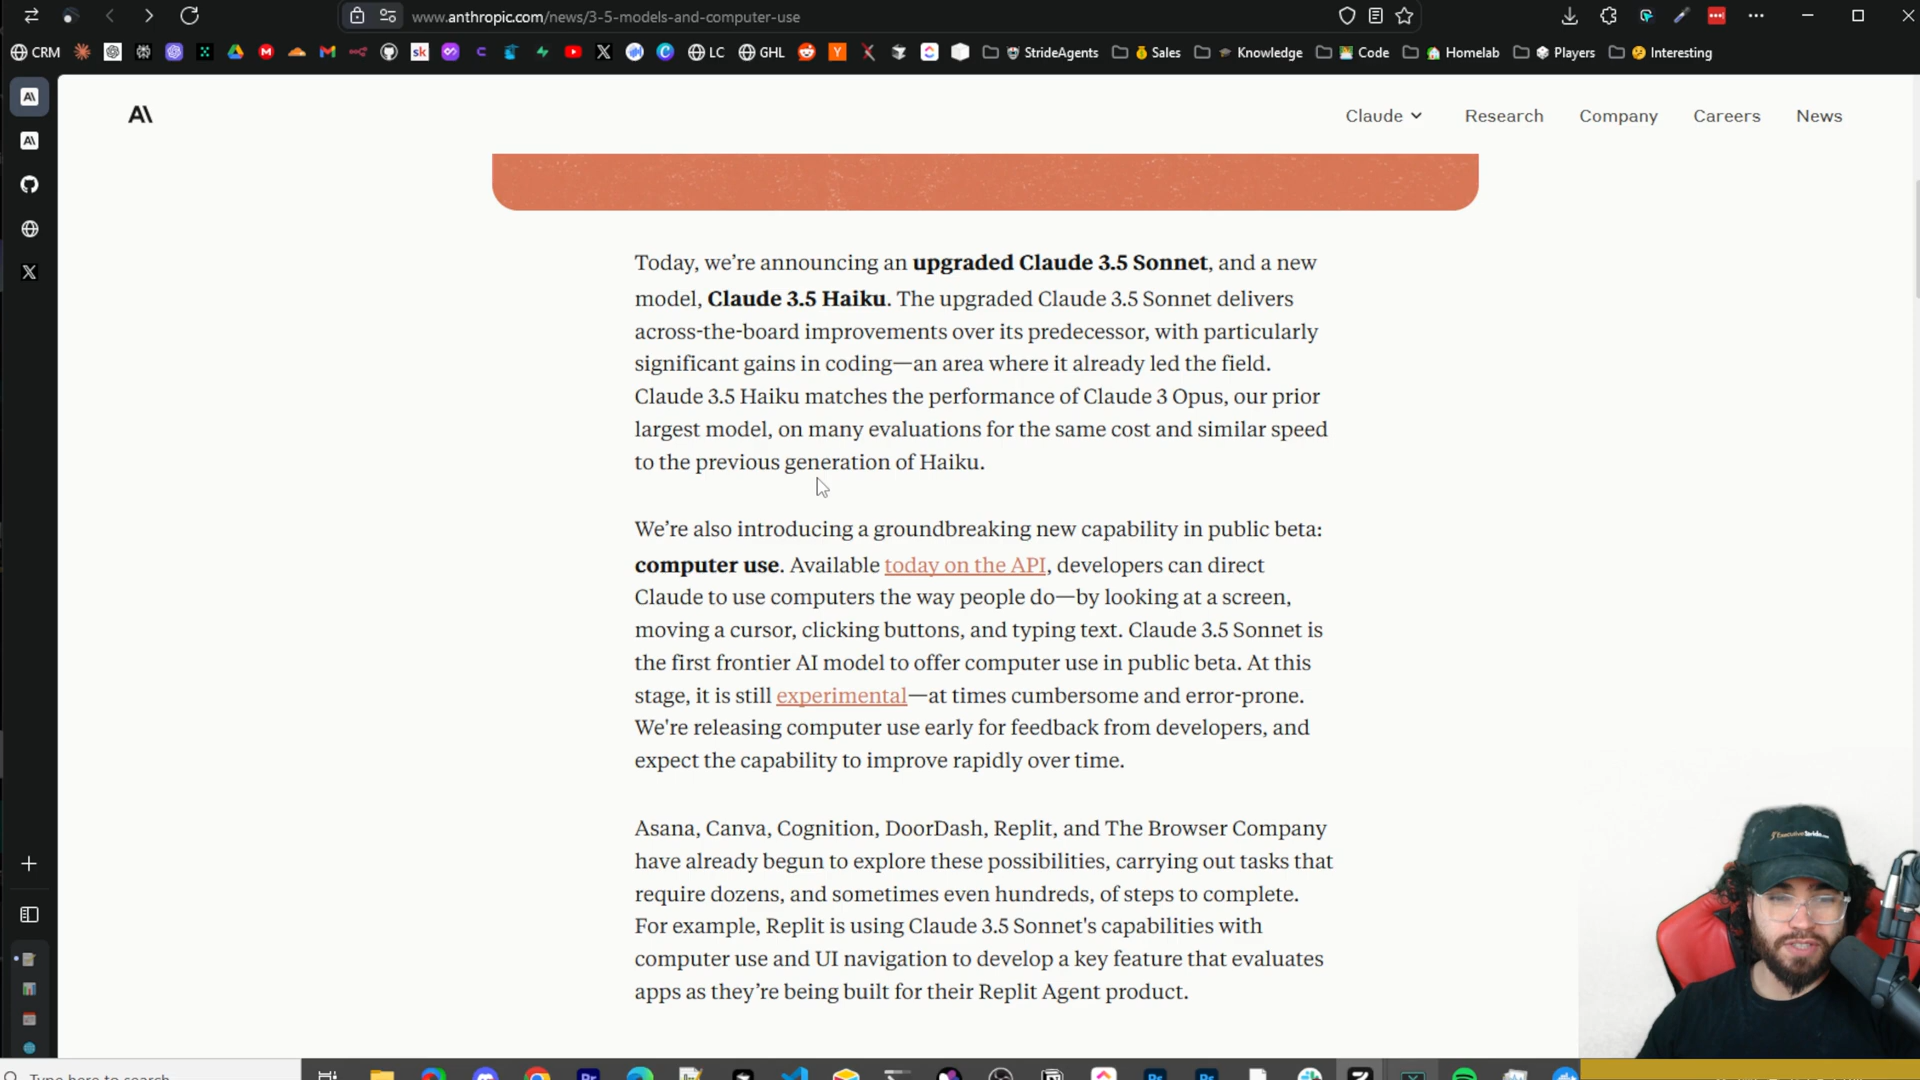 www.anthropic.com/news/3-5-models-and-computer-use
CRM
LC
GHL
StrideAgents
Sales
Knowledge
Code
Homelab
Players
Interesting
Claude
Research
Company
Careers
News
Today, we’re announcing an upgraded Claude 3.5 Sonnet, and a new
model, Claude 3.5 Haiku. The upgraded Claude 3.5 Sonnet delivers
across-the-board improvements over its predecessor, with particularly
significant gains in coding—an area where it already led the field.
Claude 3.5 Haiku matches the performance of Claude 3 Opus, our prior
largest model, on many evaluations for the same cost and similar speed
to the previous generation of Haiku.
We’re also introducing a groundbreaking new capability in public beta:
computer use. Available today on the API, developers can direct
Claude to use computers the way people do—by looking at a screen,
moving a cursor, clicking buttons, and typing text. Claude 3.5 Sonnet is
the first frontier AI model to offer computer use in public beta. At this
stage, it is still experimental—at times cumbersome and error-prone.
We're releasing computer use early for feedback from developers, and
expect the capability to improve rapidly over time.
Asana, Canva, Cognition, DoorDash, Replit, and The Browser Company
have already begun to explore these possibilities, carrying out tasks that
require dozens, and sometimes even hundreds, of steps to complete.
For example, Replit is using Claude 3.5 Sonnet's capabilities with
computer use and UI navigation to develop a key feature that evaluates
apps as they’re being built for their Replit Agent product.
Type here to search